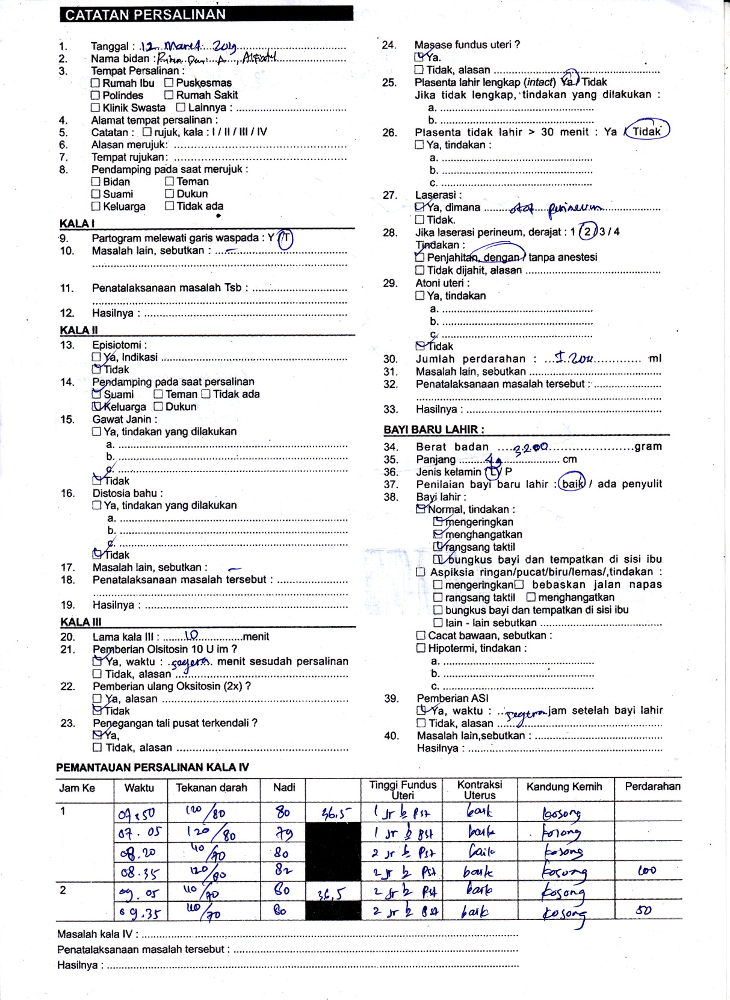 CATATAN PERSALINAN
1. Tanggal : 12 Maret 2019
2. Nama bidan :
3. Tempat Persalinan :
☐ Rumah Ibu ☐ Puskesmas
☐ Polindes ☐ Rumah Sakit
☐ Klinik Swasta ☐ Lainnya : ........
4. Alamat tempat persalinan :
5. Catatan : ☐ rujuk, kala : I / II / III / IV
6. Alasan merujuk: ........
7. Tempat rujukan: ........
8. Pendamping pada saat merujuk :
☐ Bidan ☐ Teman
☐ Suami ☐ Dukun
☐ Keluarga ☐ Tidak ada
KALA I
9. Partogram melewati garis waspada : Y / T
10. Masalah lain, sebutkan : –
11. Penatalaksanaan masalah Tsb : ........
12. Hasilnya : ........
KALA II
13. Episiotomi :
☐ Ya, Indikasi ........
☑ Tidak
14. Pendamping pada saat persalinan
☑ Suami ☐ Teman ☐ Tidak ada
☑ Keluarga ☐ Dukun
15. Gawat Janin :
☐ Ya, tindakan yang dilakukan
a. ........
b. ........
c. ........
☑ Tidak
16. Distosia bahu :
☐ Ya, tindakan yang dilakukan
a. ........
b. ........
c. ........
☑ Tidak
17. Masalah lain, sebutkan : –
18. Penatalaksanaan masalah tersebut : ........
19. Hasilnya : ........
KALA III
20. Lama kala III : 10 menit
21. Pemberian Olsitosin 10 U im ?
☑ Ya, waktu : segera menit sesudah persalinan
☐ Tidak, alasan ........
22. Pemberian ulang Oksitosin (2x) ?
☐ Ya, alasan ........
☑ Tidak
23. Penegangan tali pusat terkendali ?
☑ Ya,
☐ Tidak, alasan ........
24. Masase fundus uteri ?
☑ Ya.
☐ Tidak, alasan ........
25. Plasenta lahir lengkap (intact) Ya / Tidak
Jika tidak lengkap, tindakan yang dilakukan :
a. ........
b. ........
26. Plasenta tidak lahir > 30 menit : Ya / Tidak
☐ Ya, tindakan :
a. ........
b. ........
c. ........
27. Laserasi :
☑ Ya, dimana otot perineum
☐ Tidak.
28. Jika laserasi perineum, derajat : 1 / 2 / 3 / 4
Tindakan :
☑ Penjahitan, dengan / tanpa anestesi
☐ Tidak dijahit, alasan ........
29. Atoni uteri :
☐ Ya, tindakan
a. ........
b. ........
c. ........
☑ Tidak
30. Jumlah perdarahan : ± 200 ml
31. Masalah lain, sebutkan ........
32. Penatalaksanaan masalah tersebut : ........
33. Hasilnya : ........
BAYI BARU LAHIR :
34. Berat badan 3200 gram
35. Panjang 49 cm
36. Jenis kelamin L / P
37. Penilaian bayi baru lahir : baik / ada penyulit
38. Bayi lahir :
☑ Normal, tindakan :
☑ mengeringkan
☑ menghangatkan
☑ rangsang taktil
☑ bungkus bayi dan tempatkan di sisi ibu
☐ Aspiksia ringan/pucat/biru/lemas/,tindakan :
☐ mengeringkan ☐ bebaskan jalan napas
☐ rangsang taktil ☐ menghangatkan
☐ bungkus bayi dan tempatkan di sisi ibu
☐ lain - lain sebutkan ........
☐ Cacat bawaan, sebutkan :
☐ Hipotermi, tindakan :
a. ........
b. ........
c. ........
39. Pemberian ASI
☑ Ya, waktu : segera jam setelah bayi lahir
☐ Tidak, alasan ........
40. Masalah lain,sebutkan : ........
Hasilnya : ........
PEMANTAUAN PERSALINAN KALA IV
Jam Ke Waktu Tekanan darah Nadi Tinggi Fundus Uteri Kontraksi Uterus Kandung Kemih Perdarahan
1 07.50 120/80 80 36,5 1 jr b pst baik kosong
07.05 120/80 79 1 jr b pst baik kosong
08.20 /70 80 2 jr b pst baik kosong
08.35 120/80 82 2 jr b pst baik kosong 100
2 09.05 110/70 80 36,5 2 jr b pst baik kosong
09.35 110/70 80 2 jr b pst baik kosong 50
Masalah kala IV : ........
Penatalaksanaan masalah tersebut : ........
Hasilnya : ........